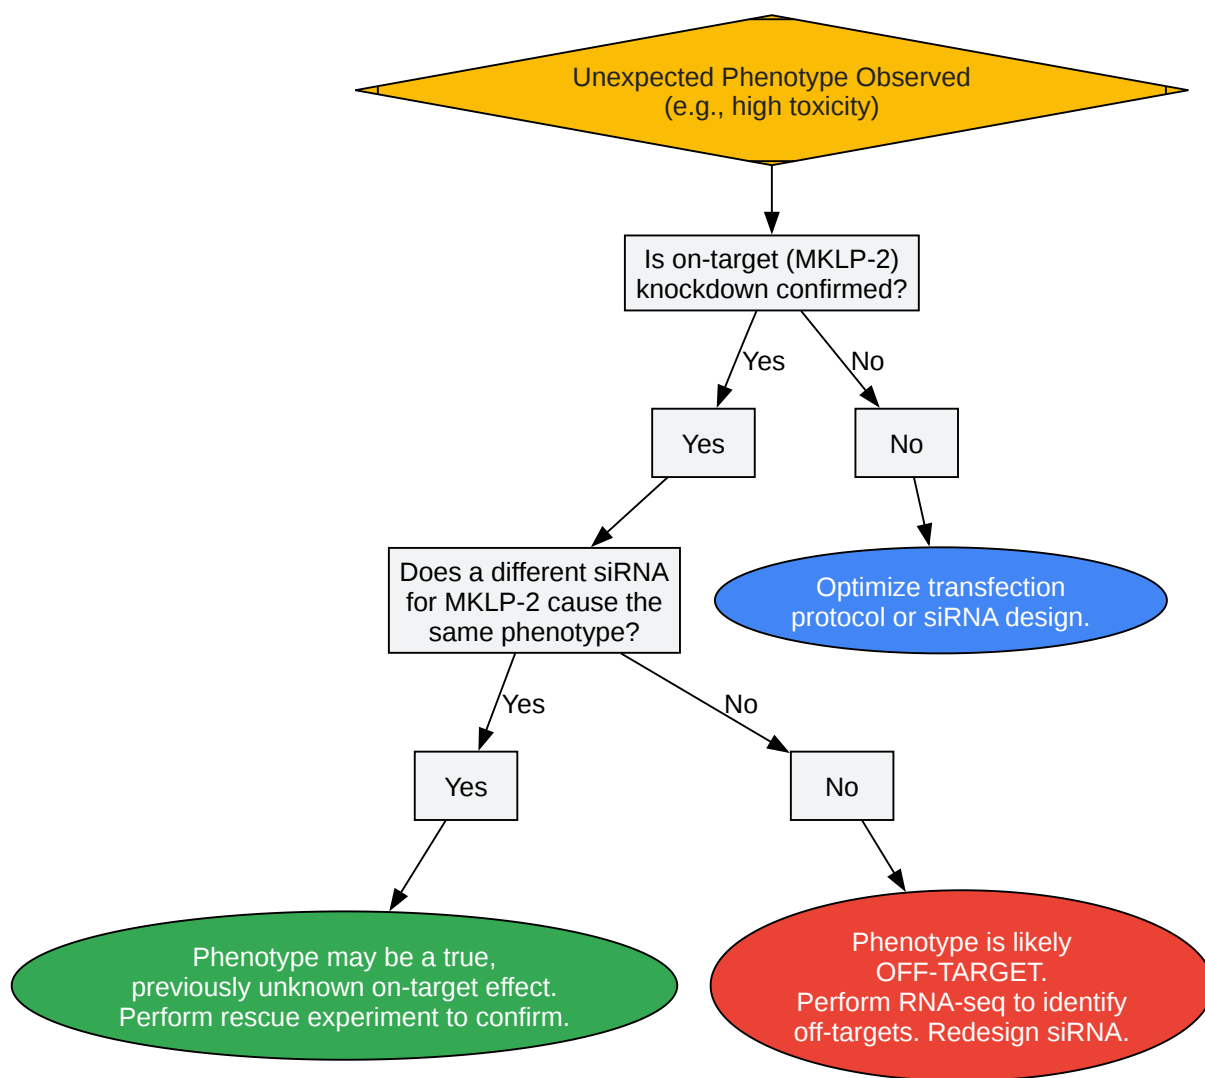 Unexpected Phenotype Observed
(e.g., high toxicity)
Is on-target (MKLP-2)
knockdown confirmed?
Yes
No
Yes
No
Does a different siRNA
for MKLP-2 cause the
same phenotype?
Optimize transfection
protocol or siRNA design.
Yes
No
Yes
No
Phenotype may be a true,
previously unknown on-target effect.
Perform rescue experiment to confirm.
Phenotype is likely
OFF-TARGET.
Perform RNA-seq to identify
off-targets. Redesign siRNA.